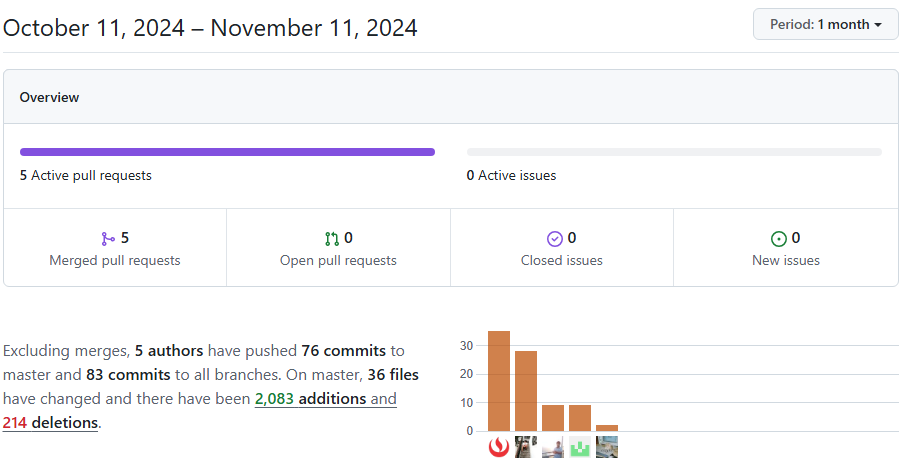 October 11, 2024 – November 11, 2024
Period: 1 month
Overview
5 Active pull requests
0 Active issues
5
Merged pull requests
0
Open pull requests
0
Closed issues
0
New issues
Excluding merges, 5 authors have pushed 76 commits to
master and 83 commits to all branches. On master, 36 files
have changed and there have been 2,083 additions and
214 deletions.
30
20
10
0